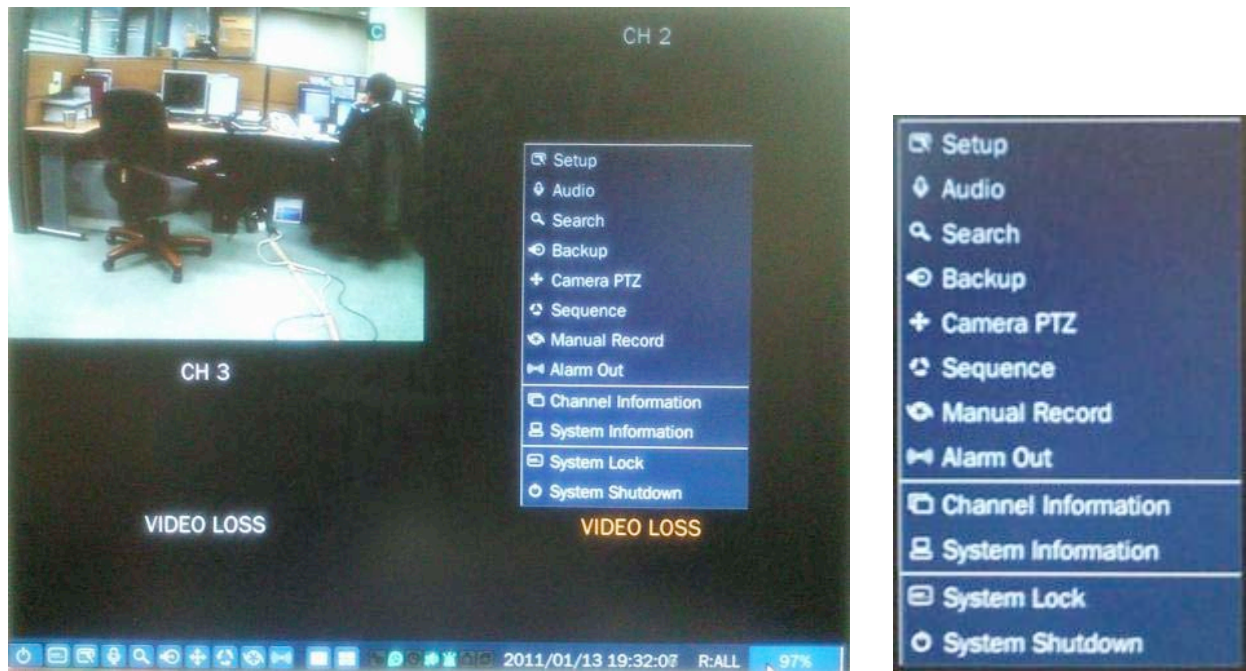 C
CH 2
Setup
Audio
Search
Backup
Camera PTZ
Sequence
Manual Record
Alarm Out
Channel Information
System Information
System Lock
System Shutdown
CH 3
VIDEO LOSS
VIDEO LOSS
2011/01/13 19:32:07 R:ALL 97%
Setup
Audio
Search
Backup
Camera PTZ
Sequence
Manual Record
Alarm Out
Channel Information
System Information
System Lock
System Shutdown